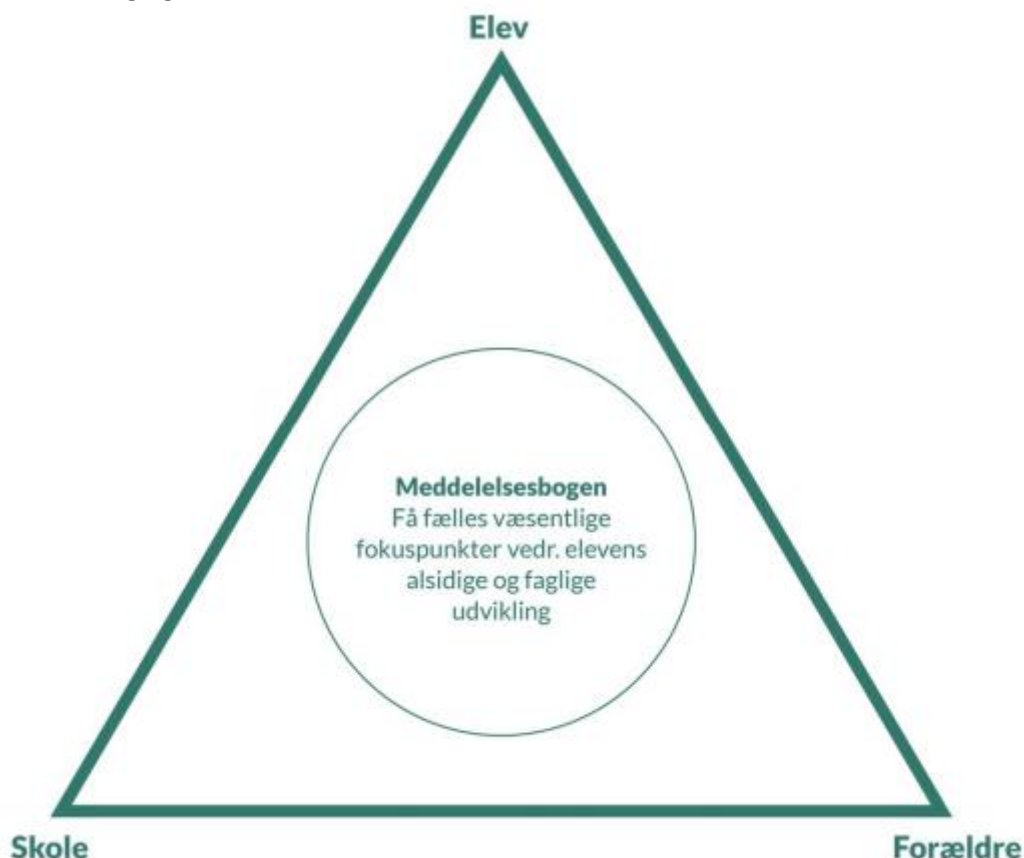 Elev
Meddelelsesbogen
Få fælles væsentlige
fokuspunkter vedr. elevens
alsidige og faglige
udvikling
Skole
Forældre